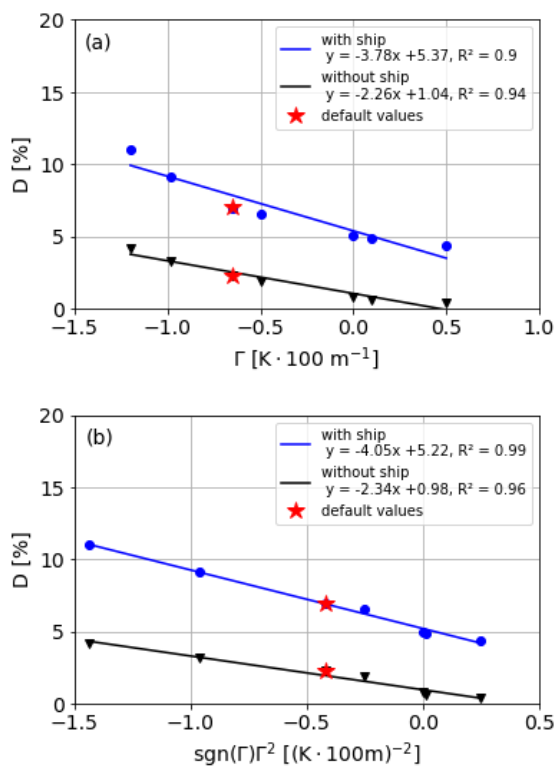 (a)
with ship
y = -3.78x +5.37, R² = 0.9
without ship
y = -2.26x +1.04, R² = 0.94
default values
D [%]
20
15
10
5
0
−1.5 −1.0 −0.5 0.0 0.5 1.0
Γ [K · 100 m⁻¹]
(b)
with ship
y = -4.05x +5.22, R² = 0.99
without ship
y = -2.34x +0.98, R² = 0.96
default values
D [%]
20
15
10
5
0
−1.5 −1.0 −0.5 0.0 0.5
sgn(Γ)Γ² [(K · 100m)⁻²]